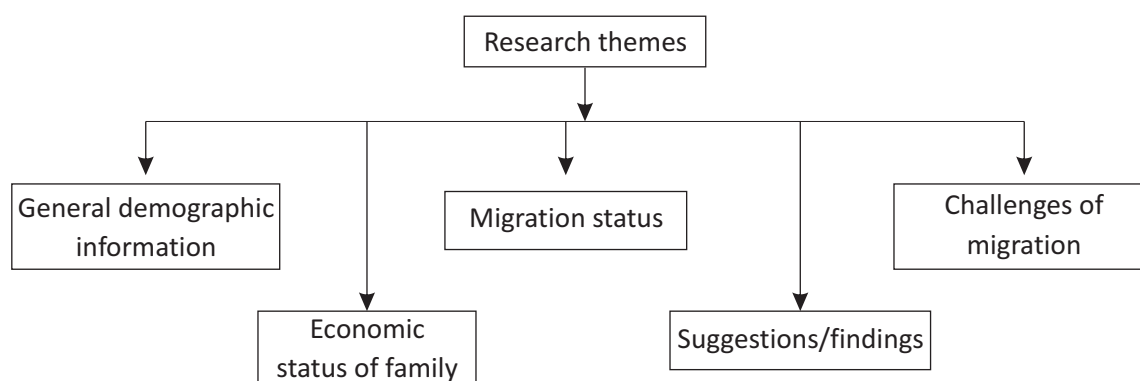 Research themes
General demographic
information
Migration status
Challenges of
migration
Economic
status of family
Suggestions/findings